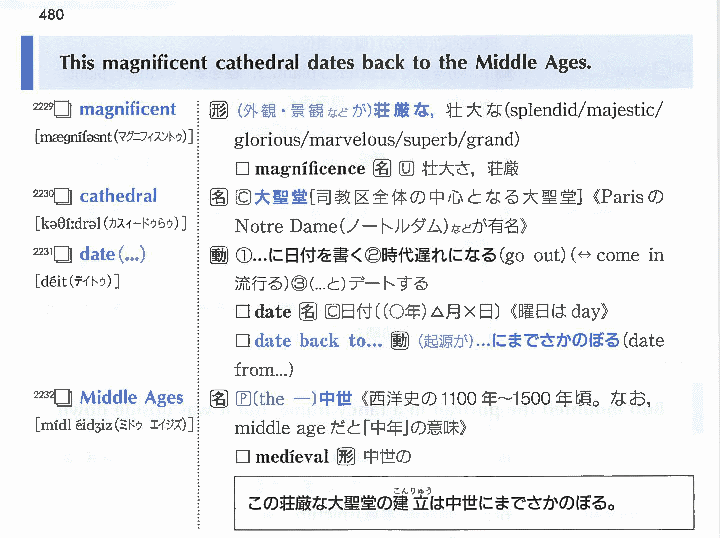 480
This magnificent cathedral dates back to the Middle Ages.
2229 □ magnificent
[mægnífəsnt(マグニフィスントゥ)]
形 (外観・景観などが)荘厳な, 壮大な(splendid/majestic/
glorious/marvelous/superb/grand)
□ magníficence 名 U 壮大さ, 荘厳
2230 □ cathedral
[kəθíːdrəl(カスィードゥらゥ)]
名 C大聖堂[司教区全体の中心となる大聖堂]《Parisの
Notre Dame(ノートルダム)などが有名》
2231 □ date(...)
[déit(デイトゥ)]
動 ①...に日付を書く②時代遅れになる(go out)(↔ come in
流行る)③(...と)デートする
□ date 名 C日付((○年)△月×日)《曜日は day》
□ date back to... 動 (起源が)...にまでさかのぼる(date
from...)
2232 □ Middle Ages
[mídl éidʒiz(ミドゥ エイジズ)]
名 P(the ―)中世《西洋史の1100年~1500年頃。なお,
middle age だと「中年」の意味》
□ medíeval 形 中世の
この荘厳な大聖堂の建立(こんりゅう)は中世にまでさかのぼる。